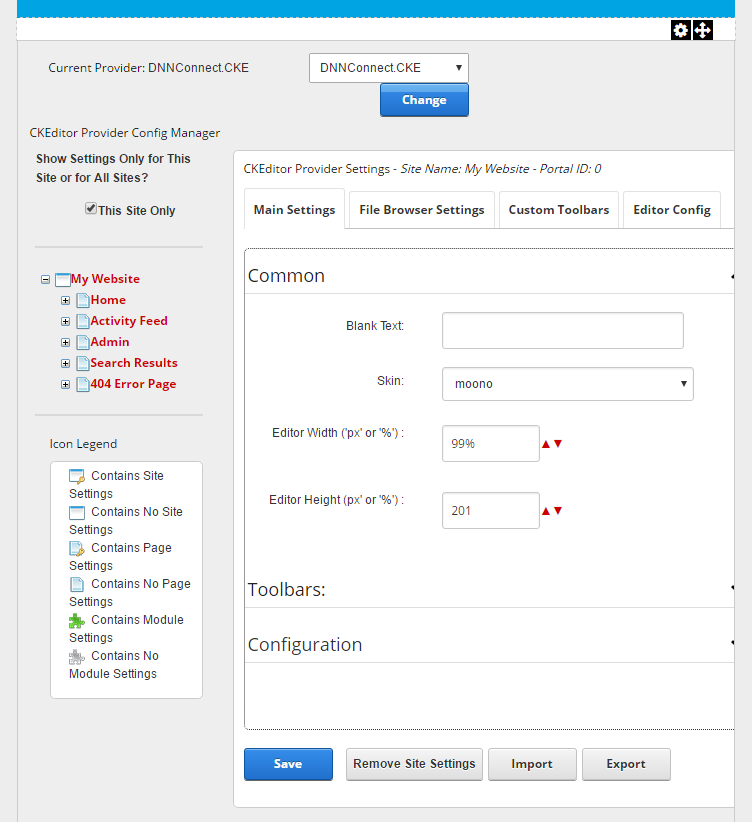 Current Provider: DNNConnect.CKE
DNNConnect.CKE
Change
CKEditor Provider Config Manager
Show Settings Only for This
Site or for All Sites?
This Site Only
My Website
Home
Activity Feed
Admin
Search Results
404 Error Page
Icon Legend
Contains Site
Settings
Contains No Site
Settings
Contains Page
Settings
Contains No Page
Settings
Contains Module
Settings
Contains No
Module Settings
CKEditor Provider Settings - Site Name: My Website - Portal ID: 0
Main Settings
File Browser Settings
Custom Toolbars
Editor Config
Common
Blank Text:
Skin:
moono
Editor Width ('px' or '%') :
99%
Editor Height (px' or '%') :
201
Toolbars:
Configuration
Save
Remove Site Settings
Import
Export